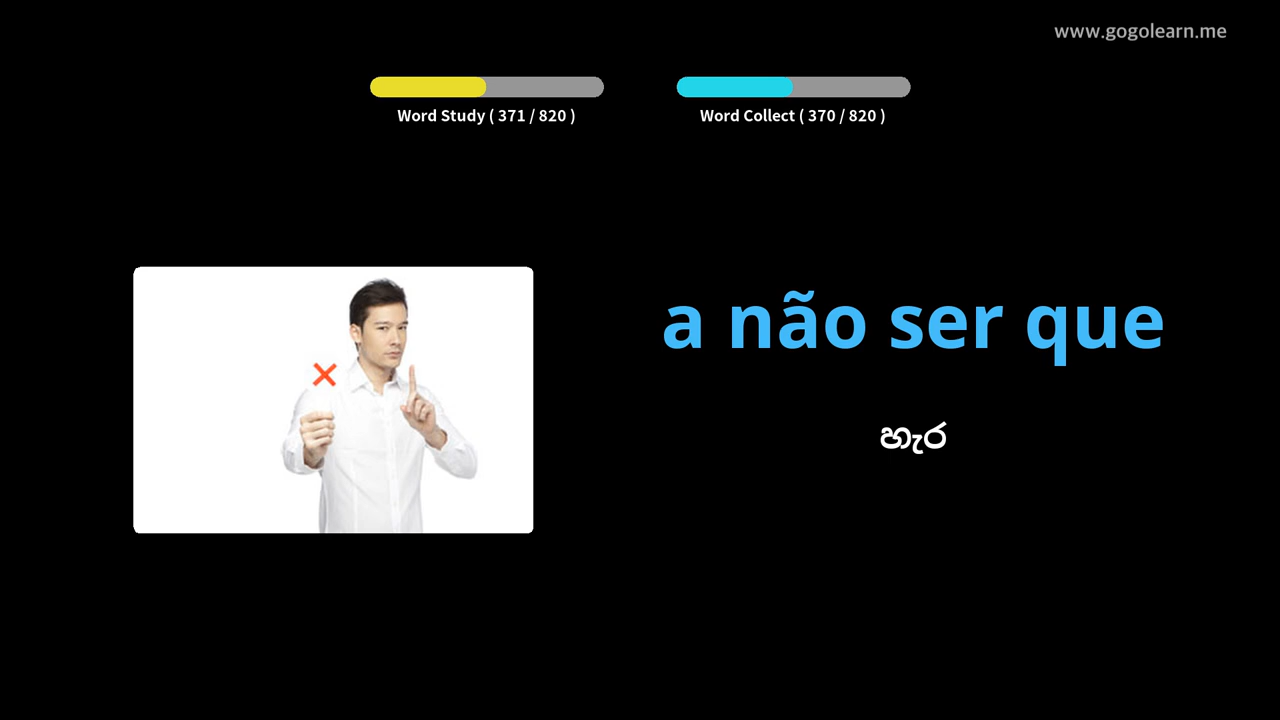 www.gogolearn.me
Word Study ( 371 / 820 )
Word Collect ( 370 / 820 )
a não ser que
හැර